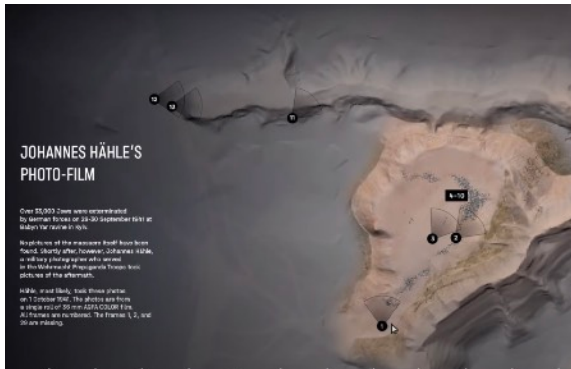 12
13
11
JOHANNES HÄHLE'S
PHOTO-FILM
4–10
3
2
1
Over 33,000 Jews were exterminated
by German forces on 29-30 September 1941 at
Babyn Yar ravine in Kyiv.
No pictures of the massacre itself have been
found. Shortly after, however, Johannes Hähle,
a military photographer who served
in the Wehrmacht Propaganda Troops took
pictures of the aftermath.
Hähle, most likely, took those photos
on 1 October 1941. The photos are from
a single roll of 35 mm AGFA COLOR film.
All frames are numbered. The frames 1, 2, and
29 are missing.